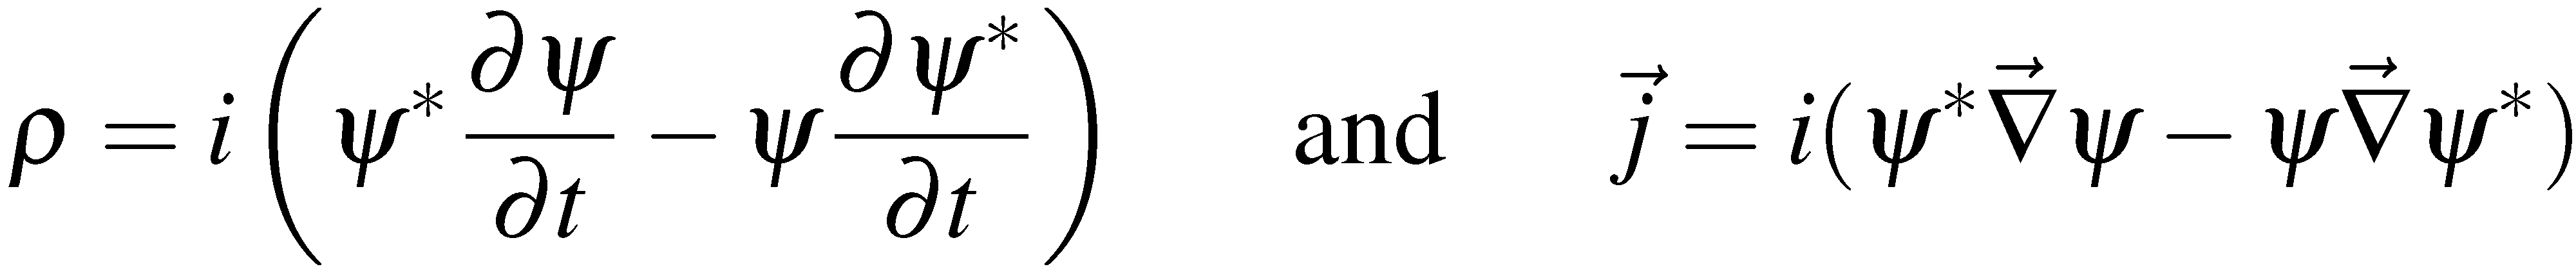 ρ = i ( ψ* ∂ψ/∂t − ψ ∂ψ*/∂t ) and j⃗ = i(ψ*∇⃗ψ − ψ∇⃗ψ*)